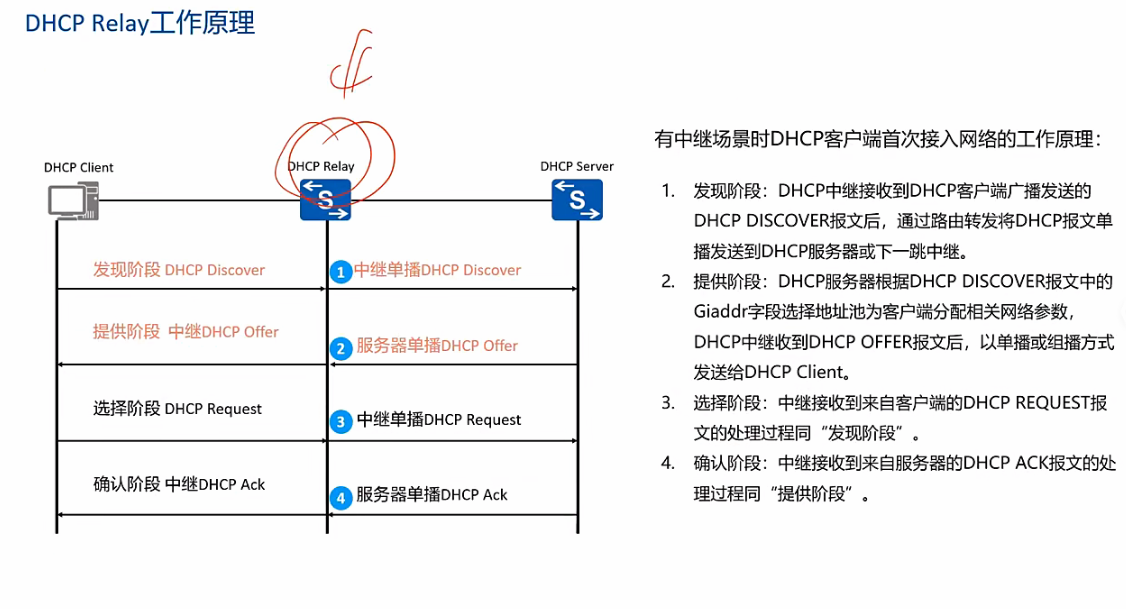 DHCP Relay工作原理
DHCP Client
DHCP Relay
DHCP Server
S
S
发现阶段 DHCP Discover
1 中继单播DHCP Discover
提供阶段 中继DHCP Offer
2 服务器单播DHCP Offer
选择阶段 DHCP Request
3 中继单播DHCP Request
确认阶段 中继DHCP Ack
4 服务器单播DHCP Ack
有中继场景时DHCP客户端首次接入网络的工作原理：
1. 发现阶段：DHCP中继接收到DHCP客户端广播发送的
DHCP DISCOVER报文后，通过路由转发将DHCP报文单
播发送到DHCP服务器或下一跳中继。
2. 提供阶段：DHCP服务器根据DHCP DISCOVER报文中的
Giaddr字段选择地址池为客户端分配相关网络参数，
DHCP中继收到DHCP OFFER报文后，以单播或组播方式
发送给DHCP Client。
3. 选择阶段：中继接收到来自客户端的DHCP REQUEST报
文的处理过程同“发现阶段”。
4. 确认阶段：中继接收到来自服务器的DHCP ACK报文的处
理过程同“提供阶段”。